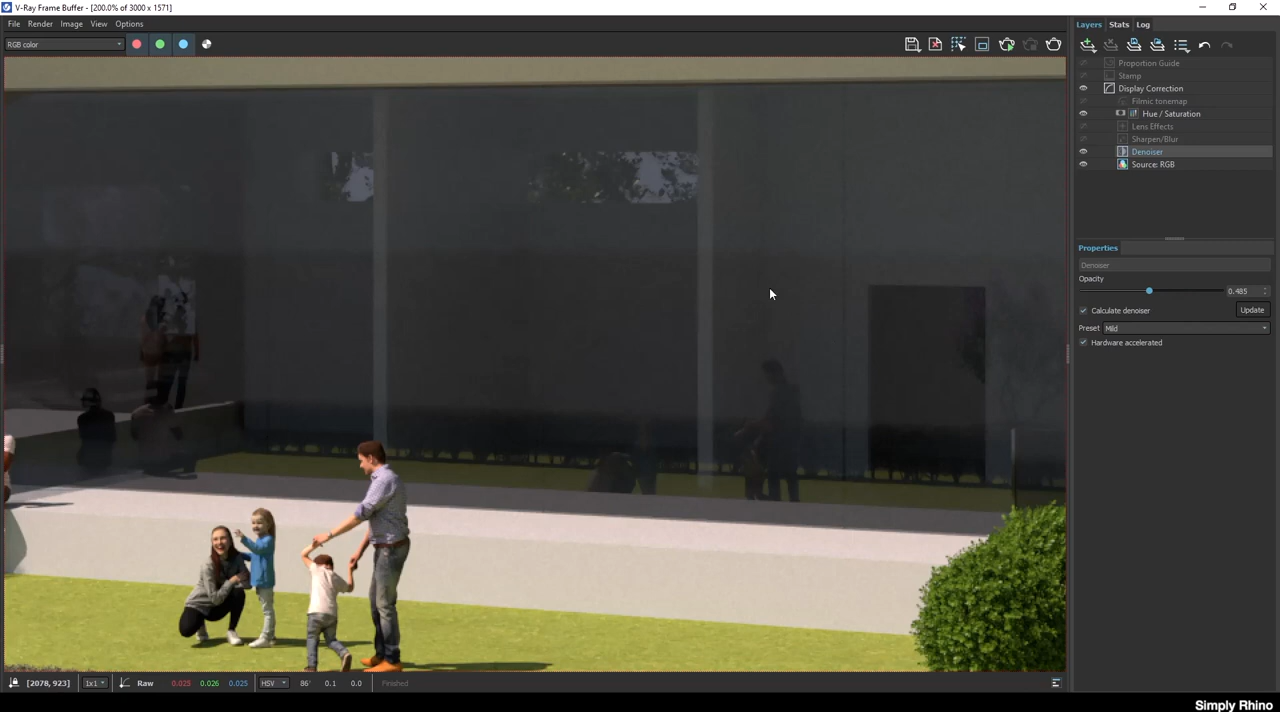 V-Ray Frame Buffer - [200.0% of 3000 x 1571]
File Render Image View Options
RGB color
Layers Stats Log
Proportion Guide
Stamp
Display Correction
Filmic tonemap
Hue / Saturation
Lens Effects
Sharpen/Blur
Denoiser
Source: RGB
Properties
Denoiser
Opacity
0.485
Calculate denoiser Update
Preset Mild
Hardware accelerated
[2078, 923] 1x1 Raw 0.025 0.026 0.025 HSV 86° 0.1 0.0 Finished
Simply Rhino